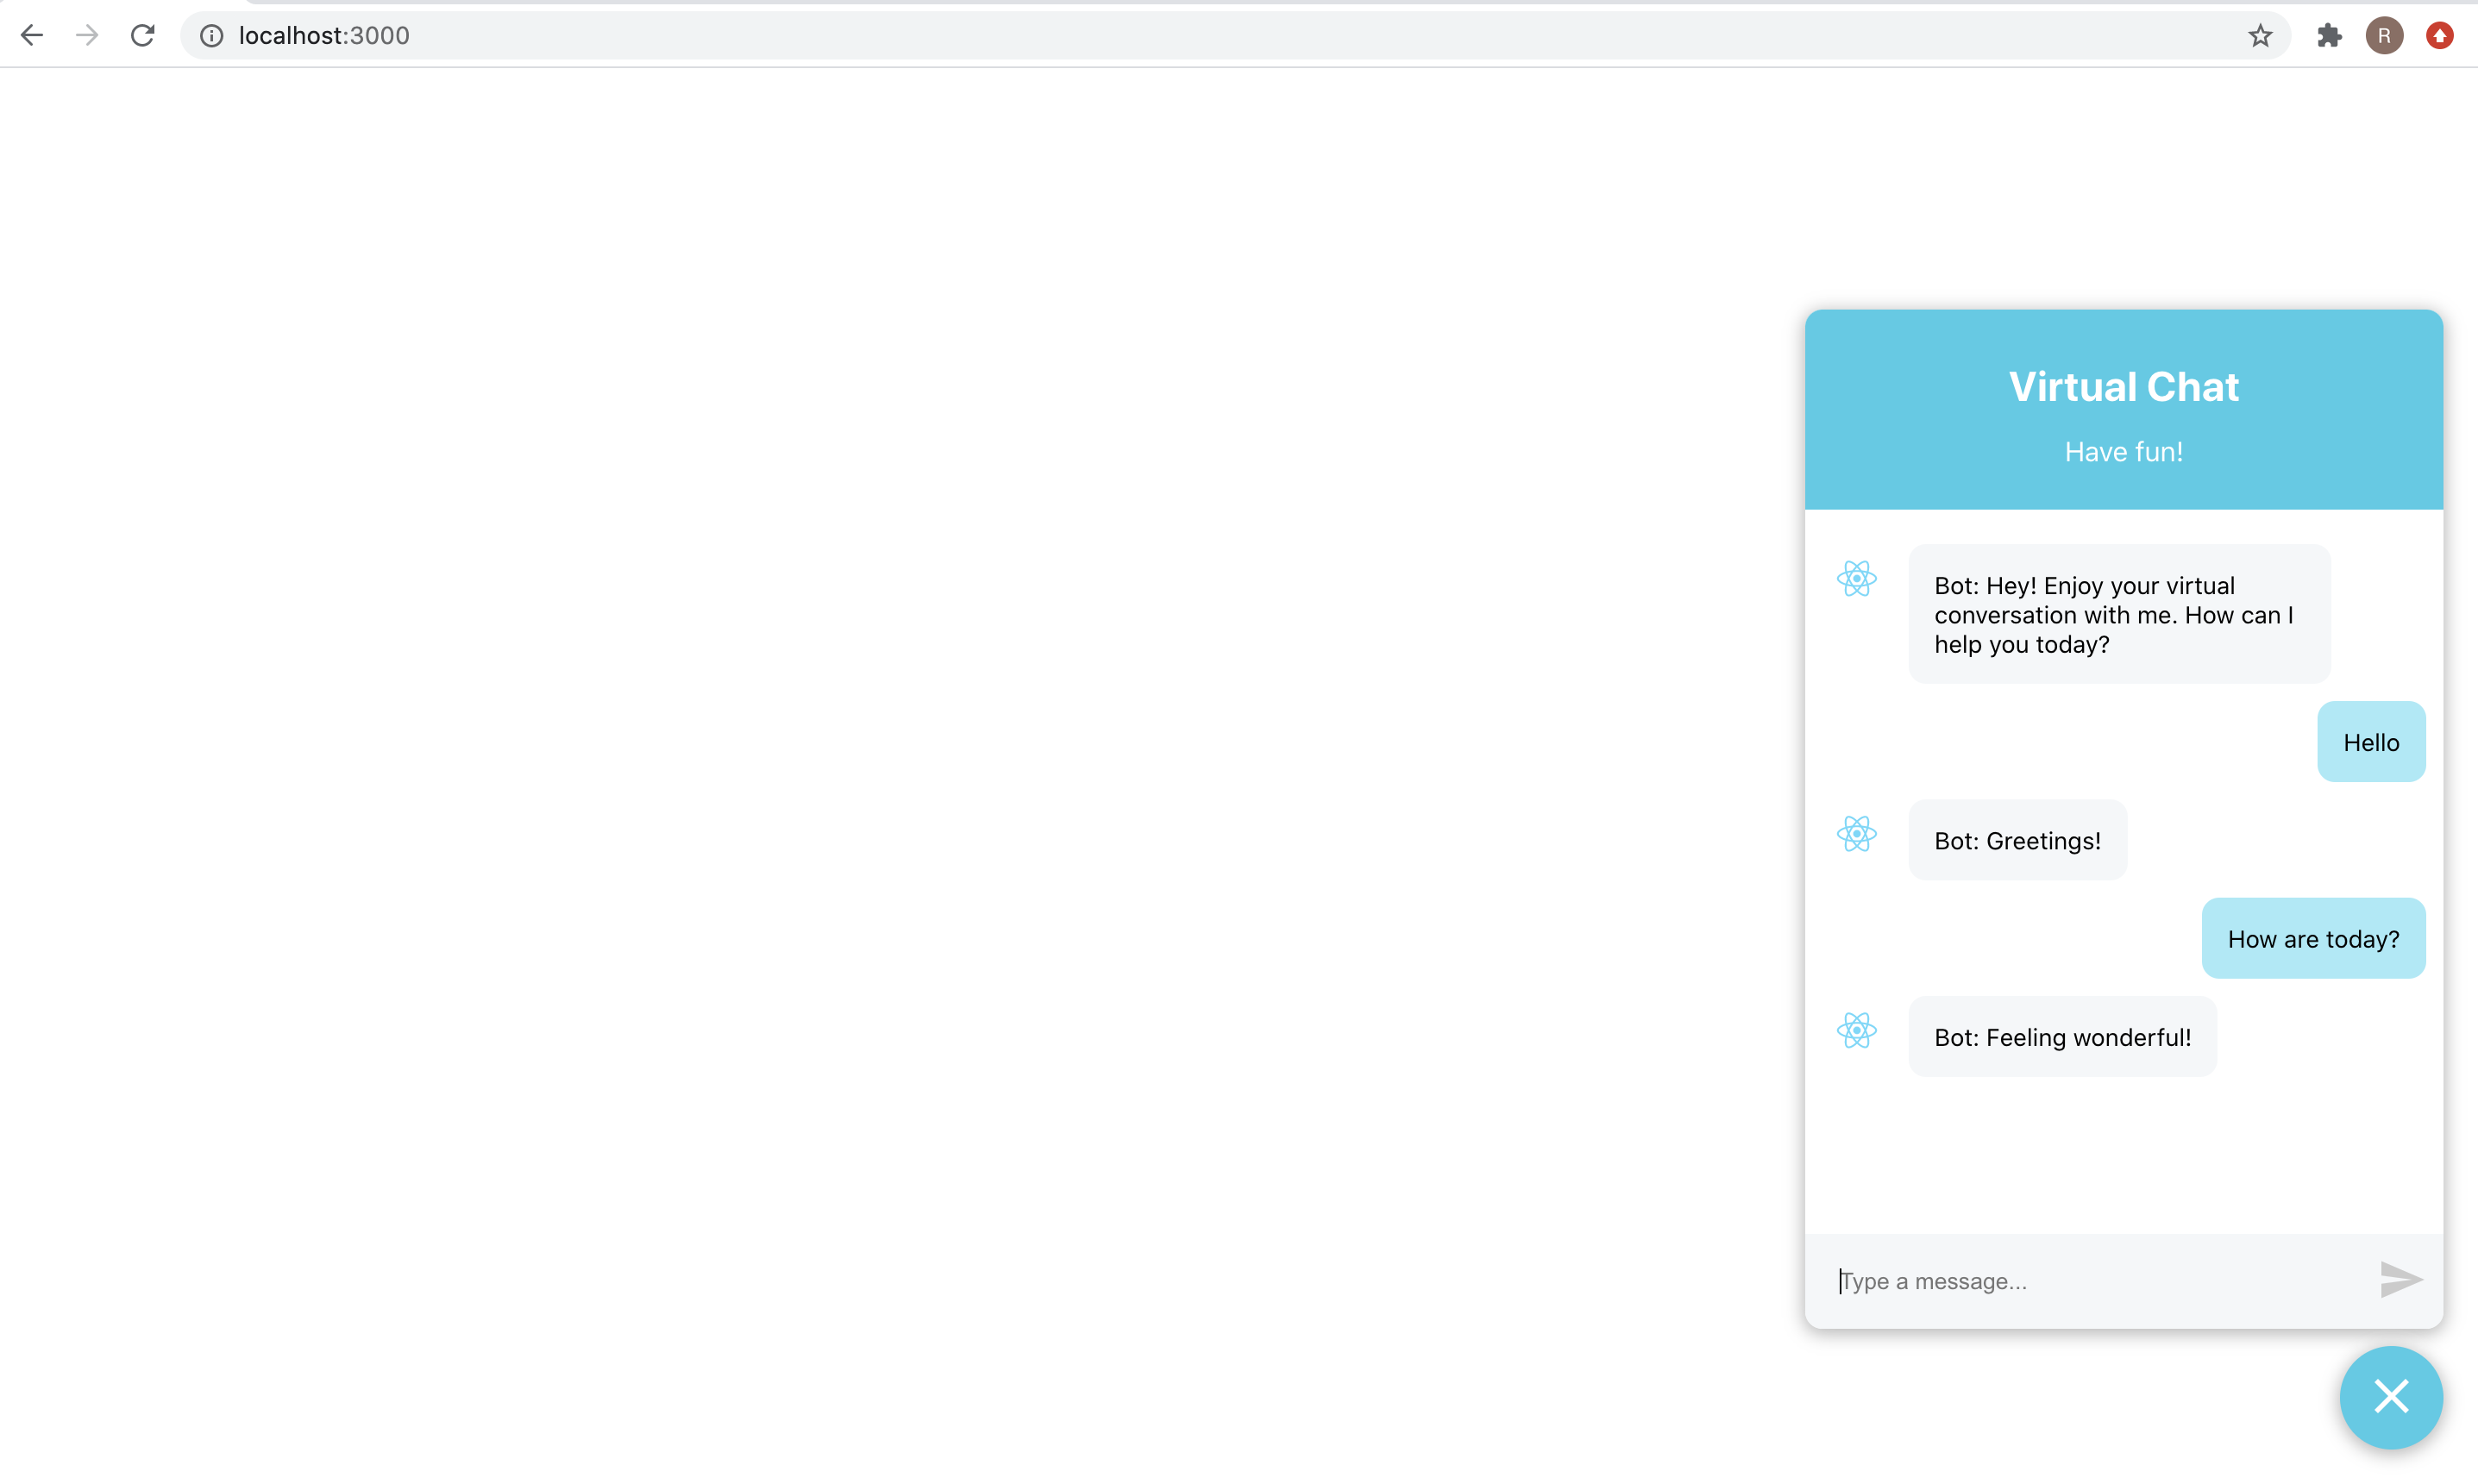 localhost:3000
R
Virtual Chat
Have fun!
Bot: Hey! Enjoy your virtual
conversation with me. How can I
help you today?
Hello
Bot: Greetings!
How are today?
Bot: Feeling wonderful!
Type a message...